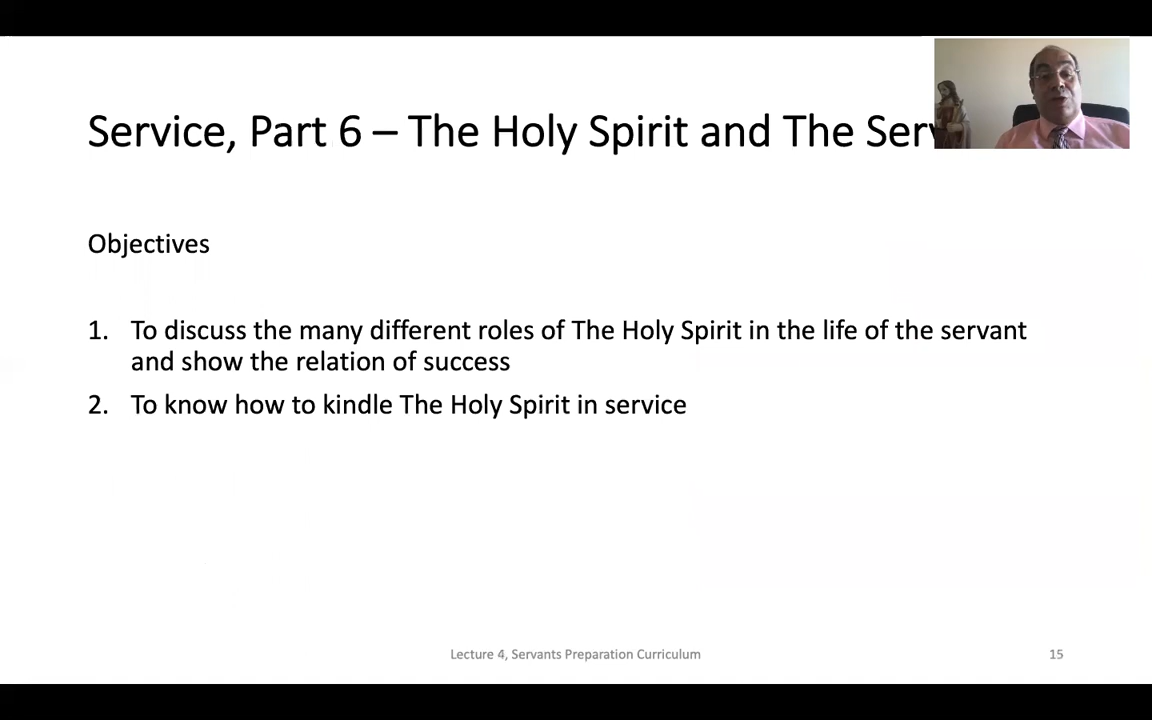 Service, Part 6 – The Holy Spirit and The
Objectives
1. To discuss the many different roles of The Holy Spirit in the life of the servant
and show the relation of success
2. To know how to kindle The Holy Spirit in service
Lecture 4, Servants Preparation Curriculum
15